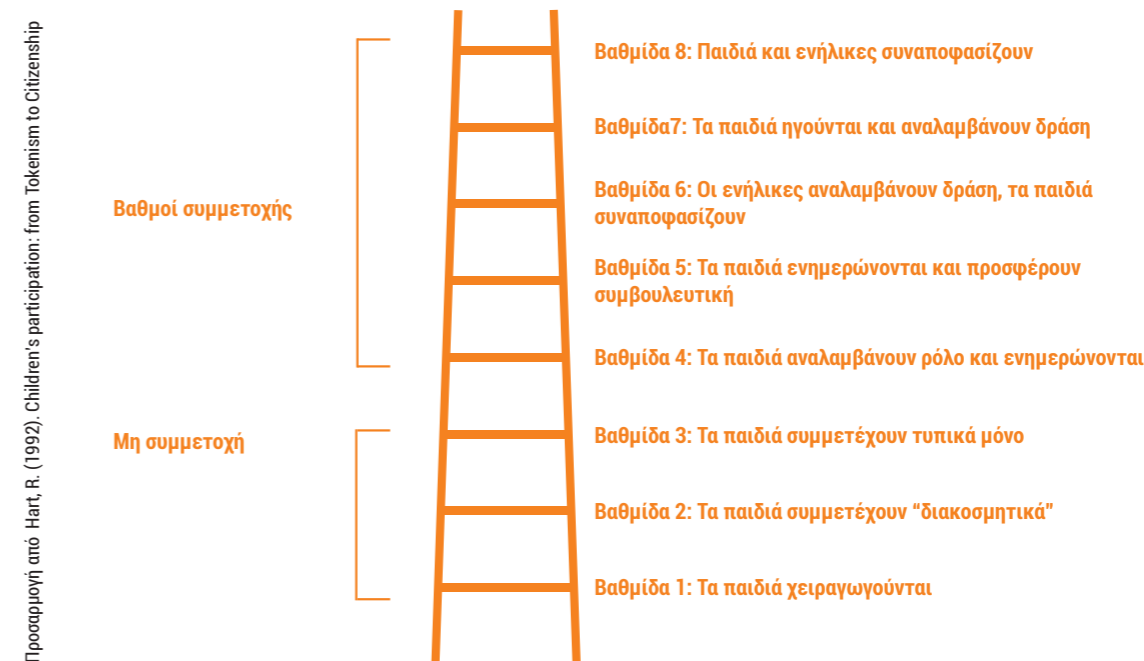 Προσαρμογή από Hart, R. (1992). Children's participation: from Tokenism to Citizenship
Βαθμοί συμμετοχής
Μη συμμετοχή
Βαθμίδα 8: Παιδιά και ενήλικες συναποφασίζουν
Βαθμίδα7: Τα παιδιά ηγούνται και αναλαμβάνουν δράση
Βαθμίδα 6: Οι ενήλικες αναλαμβάνουν δράση, τα παιδιά
συναποφασίζουν
Βαθμίδα 5: Τα παιδιά ενημερώνονται και προσφέρουν
συμβουλευτική
Βαθμίδα 4: Τα παιδιά αναλαμβάνουν ρόλο και ενημερώνονται
Βαθμίδα 3: Τα παιδιά συμμετέχουν τυπικά μόνο
Βαθμίδα 2: Τα παιδιά συμμετέχουν “διακοσμητικά”
Βαθμίδα 1: Τα παιδιά χειραγωγούνται